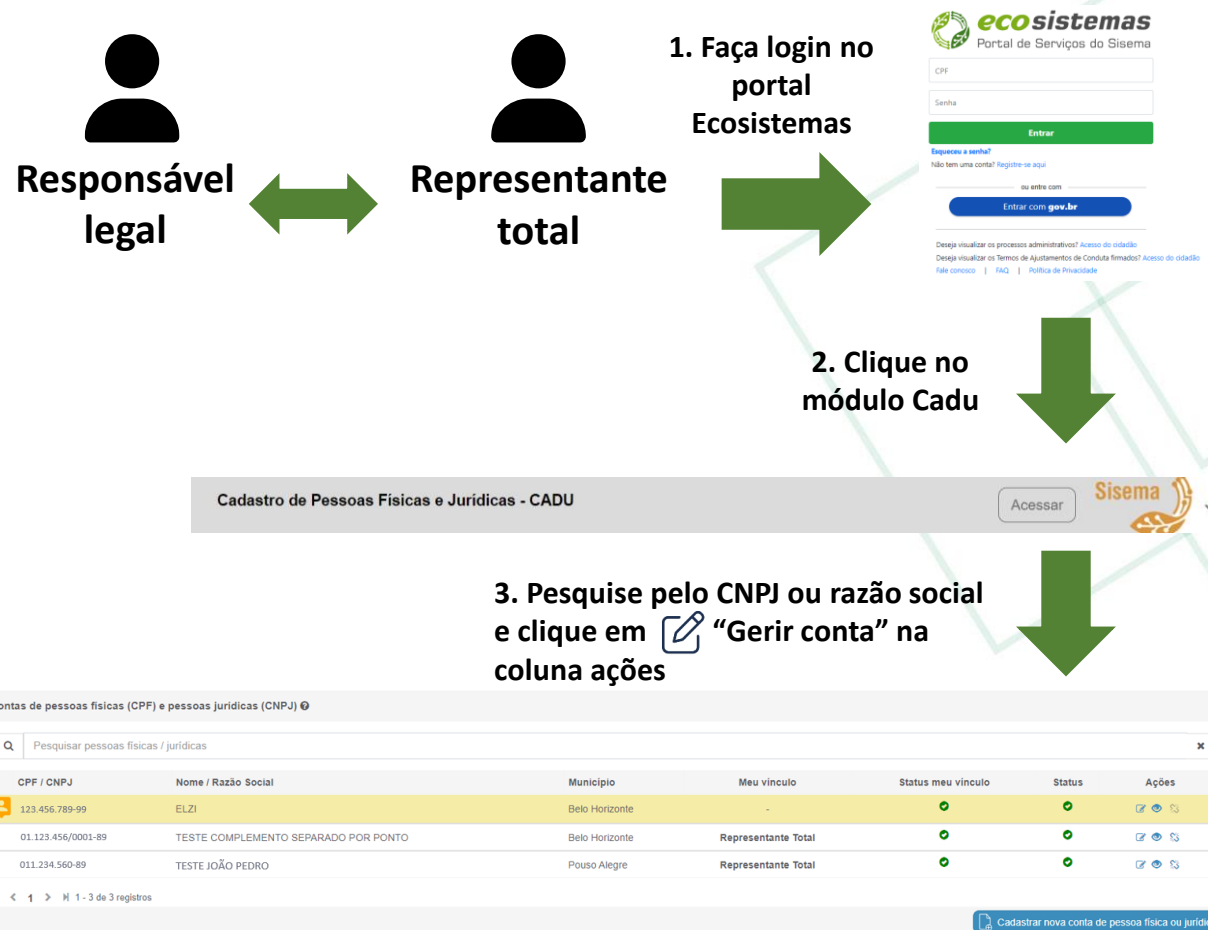 Responsável
legal
Representante
total
1. Faça login no
portal
Ecosistemas
ecosistemas
Portal de Serviços do Sisema
CPF
Senha
Entrar
Esqueceu a senha?
Não tem uma conta? Registre-se aqui
ou entre com
Entrar com gov.br
Deseja visualizar os processos administrativos? Acesso do cidadão
Deseja visualizar os Termos de Ajustamentos de Conduta firmados? Acesso do cidadão
Fale conosco | FAQ | Política de Privacidade
2. Clique no
módulo Cadu
Cadastro de Pessoas Físicas e Jurídicas - CADU
Acessar
Sisema
3. Pesquise pelo CNPJ ou razão social
e clique em “Gerir conta” na
coluna ações
ontas de pessoas físicas (CPF) e pessoas jurídicas (CNPJ)
Pesquisar pessoas físicas / jurídicas
CPF / CNPJ Nome / Razão Social Município Meu vínculo Status meu vínculo Status Ações
123.456.789-99 ELZI Belo Horizonte -
01.123.456/0001-89 TESTE COMPLEMENTO SEPARADO POR PONTO Belo Horizonte Representante Total
011.234.560-89 TESTE JOÃO PEDRO Pouso Alegre Representante Total
1 1 - 3 de 3 registros
Cadastrar nova conta de pessoa física ou jurídic